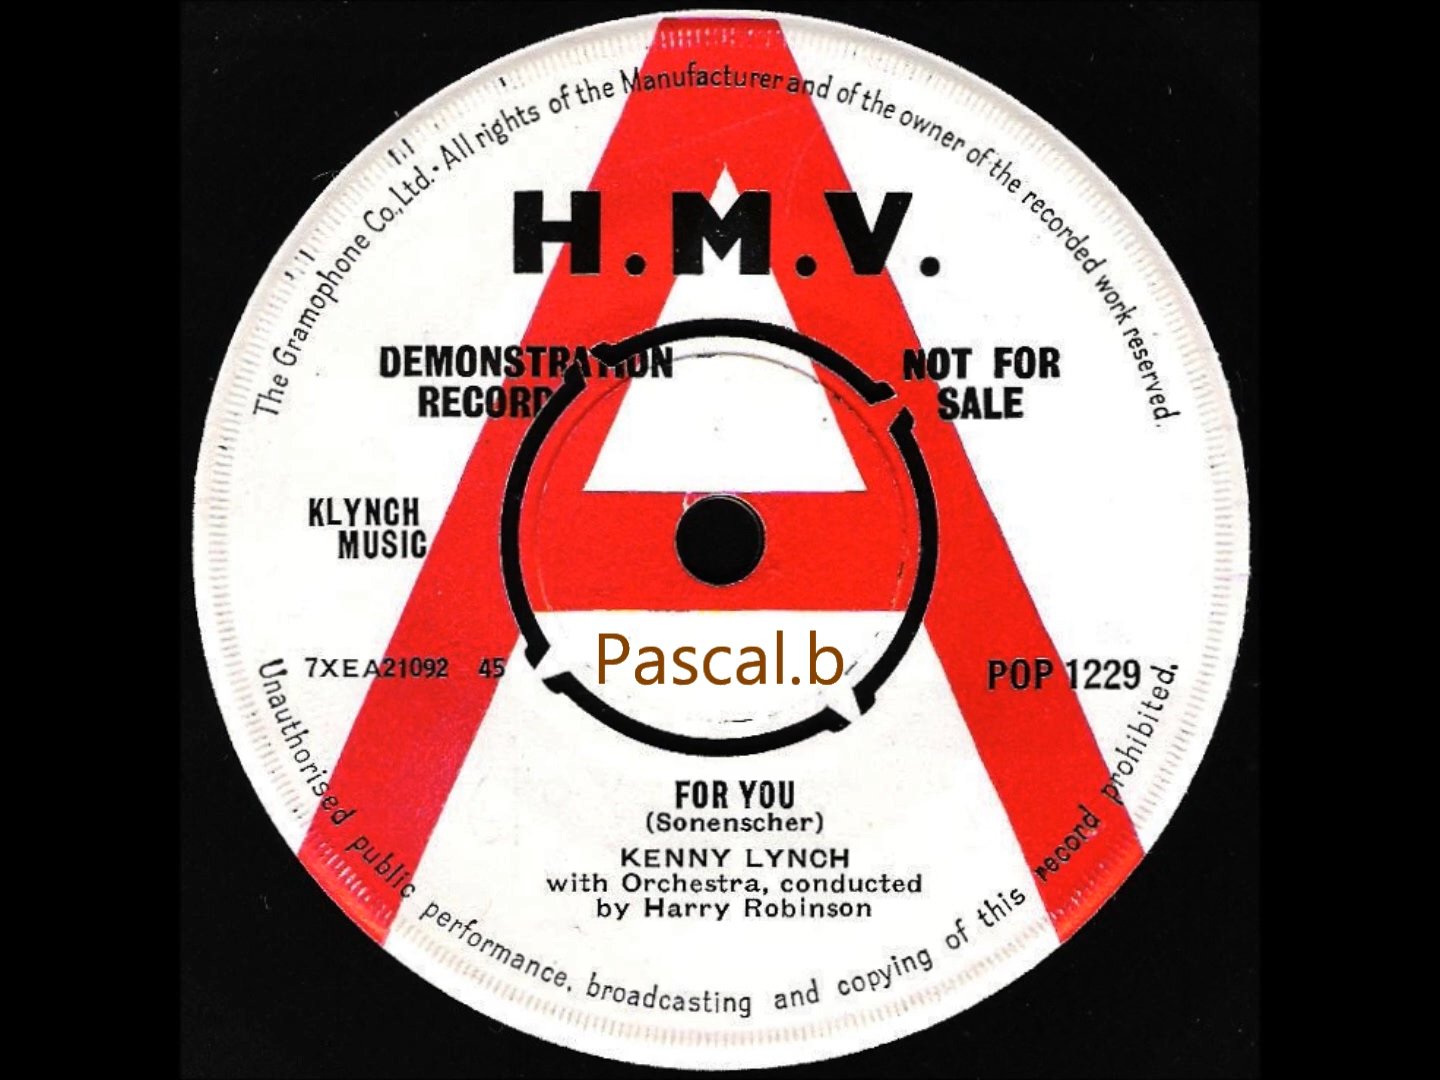 The Gramophone Co., Ltd. · All rights of the Manufacturer and of the owner of the recorded work reserved.
H.M.V.
DEMONSTRATION RECORD
NOT FOR SALE
KLYNCH
MUSIC
7XEA21092 45
POP 1229
Pascal.b
FOR YOU
(Sonenscher)
KENNY LYNCH
with Orchestra, conducted
by Harry Robinson
Unauthorised public performance, broadcasting and copying of this record prohibited.